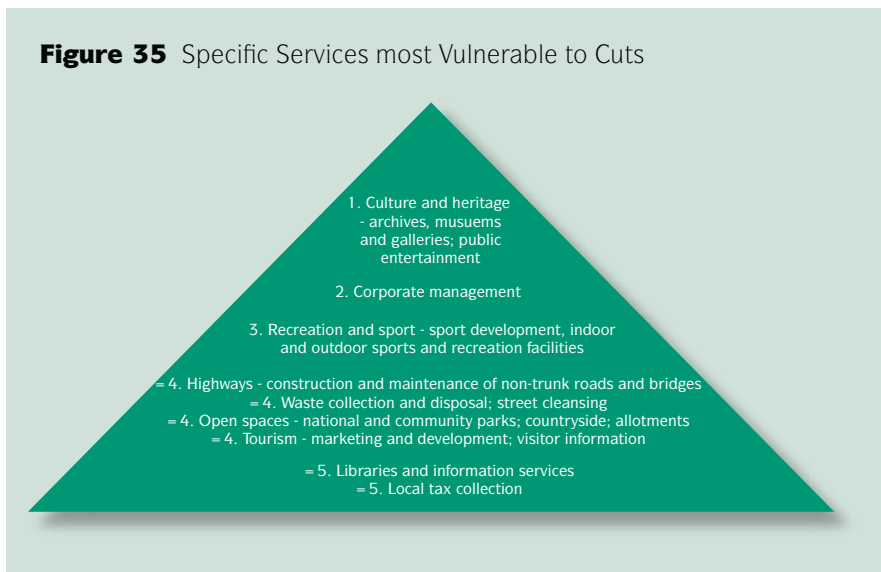 Figure 35 Specific Services most Vulnerable to Cuts
1. Culture and heritage
- archives, musuems
and galleries; public
entertainment
2. Corporate management
3. Recreation and sport - sport development, indoor
and outdoor sports and recreation facilities
= 4. Highways - construction and maintenance of non-trunk roads and bridges
= 4. Waste collection and disposal; street cleansing
= 4. Open spaces - national and community parks; countryside; allotments
= 4. Tourism - marketing and development; visitor information
= 5. Libraries and information services
= 5. Local tax collection